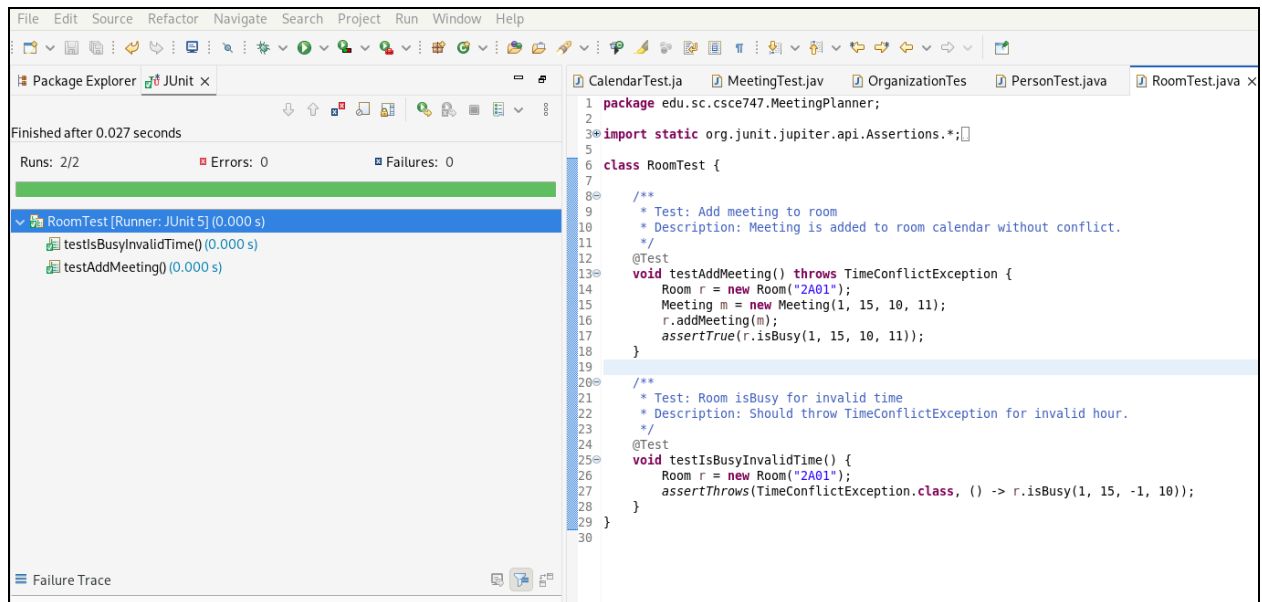 File Edit Source Refactor Navigate Search Project Run Window Help
Package Explorer JUnit
Finished after 0.027 seconds
Runs: 2/2 Errors: 0 Failures: 0
RoomTest [Runner: JUnit 5] (0.000 s)
testIsBusyInvalidTime() (0.000 s)
testAddMeeting() (0.000 s)
Failure Trace
CalendarTest.ja MeetingTest.jav OrganizationTes PersonTest.java RoomTest.java
1 package edu.sc.csce747.MeetingPlanner;
2
3 import static org.junit.jupiter.api.Assertions.*;
5
6 class RoomTest {
7
8 /**
9 * Test: Add meeting to room
10 * Description: Meeting is added to room calendar without conflict.
11 */
12 @Test
13 void testAddMeeting() throws TimeConflictException {
14 Room r = new Room("2A01");
15 Meeting m = new Meeting(1, 15, 10, 11);
16 r.addMeeting(m);
17 assertTrue(r.isBusy(1, 15, 10, 11));
18 }
19
20 /**
21 * Test: Room isBusy for invalid time
22 * Description: Should throw TimeConflictException for invalid hour.
23 */
24 @Test
25 void testIsBusyInvalidTime() {
26 Room r = new Room("2A01");
27 assertThrows(TimeConflictException.class, () -> r.isBusy(1, 15, -1, 10));
28 }
29 }
30